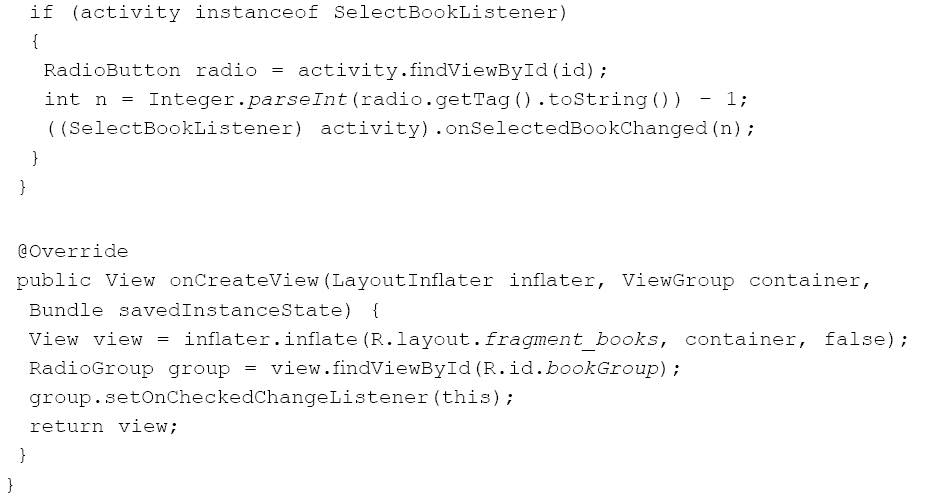 if (activity instanceof SelectBookListener)
{
RadioButton radio = activity.findViewById(id);
int n = Integer.parseInt(radio.getTag().toString()) - 1;
((SelectBookListener) activity).onSelectedBookChanged(n);
}
}
@Override
public View onCreateView(LayoutInflater inflater, ViewGroup container,
Bundle savedInstanceState) {
View view = inflater.inflate(R.layout.fragment_books, container, false);
RadioGroup group = view.findViewById(R.id.bookGroup);
group.setOnCheckedChangeListener(this);
return view;
}
}